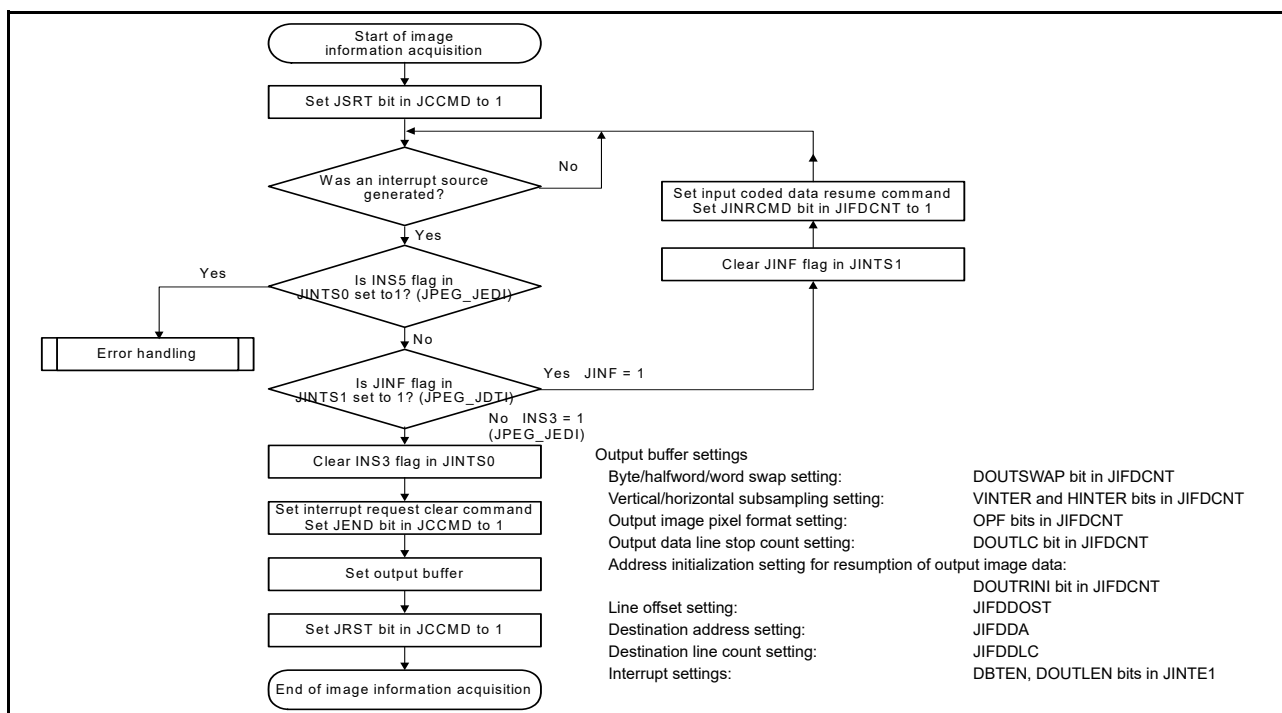 Start of image
information acquisition
Set JSRT bit in JCCMD to 1
Was an interrupt source
generated?
No
Set input coded data resume command
Set JINRCMD bit in JIFDCNT to 1
Yes
Clear JINF flag in JINTS1
Yes
Is INS5 flag in
JINTS0 set to1? (JPEG_JEDI)
Error handling
No
Is JINF flag in
JINTS1 set to 1? (JPEG_JDTI)
Yes JINF = 1
No INS3 = 1
(JPEG_JEDI)
Clear INS3 flag in JINTS0
Set interrupt request clear command
Set JEND bit in JCCMD to 1
Set output buffer
Set JRST bit in JCCMD to 1
End of image information acquisition
Output buffer settings
Byte/halfword/word swap setting: DOUTSWAP bit in JIFDCNT
Vertical/horizontal subsampling setting: VINTER and HINTER bits in JIFDCNT
Output image pixel format setting: OPF bits in JIFDCNT
Output data line stop count setting: DOUTLC bit in JIFDCNT
Address initialization setting for resumption of output image data:
DOUTRINI bit in JIFDCNT
Line offset setting: JIFDDOST
Destination address setting: JIFDDA
Destination line count setting: JIFDDLC
Interrupt settings: DBTEN, DOUTLEN bits in JINTE1